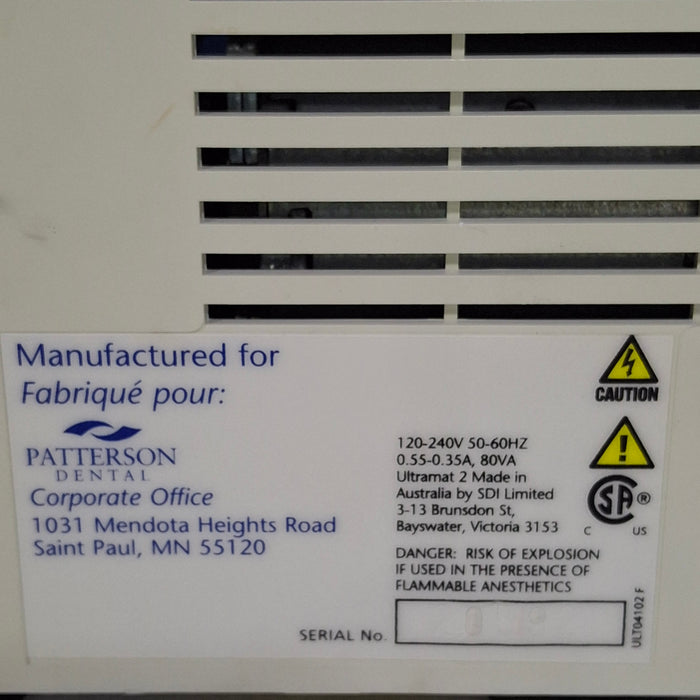 Manufactured for
Fabriqué pour:
PATTERSON
DENTAL
Corporate Office
1031 Mendota Heights Road
Saint Paul, MN 55120
CAUTION
120-240V 50-60HZ
0.55-0.35A, 80VA
Ultramat 2 Made in
Australia by SDI Limited
3-13 Brunsdon St,
Bayswater, Victoria 3153
SA ®
C US
DANGER: RISK OF EXPLOSION
IF USED IN THE PRESENCE OF
FLAMMABLE ANESTHETICS
SERIAL No.
ULT04102 F